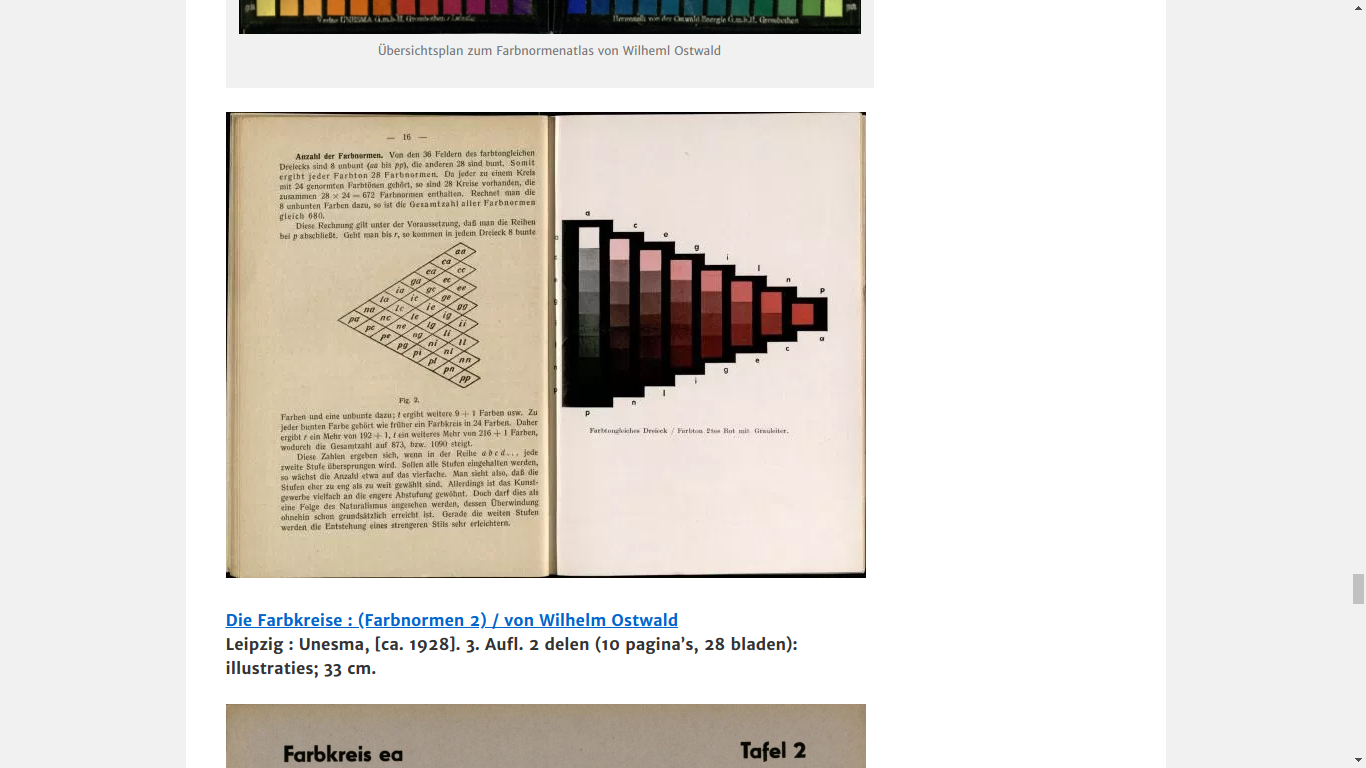 Verlag UNESMA G.m.b.H. Großbothen / Leipzig
Übersichtsplan zum Farbnormenatlas von Wilheml Ostwald
— 16 —
Anzahl der Farbnormen. Von den 36 Feldern des farbtongleichen
Dreiecks sind 8 unbunt (aa bis pp), die anderen 28 sind bunt. Somit
ergibt jeder Farbton 28 Farbnormen. Da jeder zu einem Kreis
mit 24 genormten Farbtönen gehört, so sind 28 Kreise vorhanden, die
zusammen 28 × 24 = 672 Farbnormen enthalten. Rechnet man die
8 unbunten Farben dazu, so ist die Gesamtzahl aller Farbnormen
gleich 680.
Diese Rechnung gilt unter der Voraussetzung, daß man die Reihen
bei p abschließt. Geht man bis r, so kommen in jedem Dreieck 8 bunte
aa
ca
ea cc
ga ec
ia gc ee
la ic ge
na lc ie gg
pa nc le ig
pc ne lg ii
pe ng li
pg ni ll
pi nl
pl nn
pn
pp
Fig. 2.
Farben und eine unbunte dazu; t ergibt weitere 9 + 1 Farben usw. Zu
jeder bunten Farbe gehört wie früher ein Farbkreis in 24 Farben. Daher
ergibt r ein Mehr von 192 + 1, t ein weiteres Mehr von 216 + 1 Farben,
wodurch die Gesamtzahl auf 873, bzw. 1090 steigt.
Diese Zahlen ergeben sich, wenn in der Reihe a b c d ... jede
zweite Stufe übersprungen wird. Sollen alle Stufen eingehalten werden,
so wächst die Anzahl etwa auf das vierfache. Man sieht also, daß die
Stufen eher zu eng als zu weit gewählt sind. Allerdings ist das Kunst-
gewerbe vielfach an die engere Abstufung gewöhnt. Doch darf dies als
eine Folge des Naturalismus angesehen werden, dessen Überwindung
ohnehin schon grundsätzlich erreicht ist. Gerade die weiten Stufen
werden die Entstehung eines strengeren Stils sehr erleichtern.
a
c
e
g
i
l
n
p
a
c
e
g
i
l
n
p
Farbtongleiches Dreieck / Farbton 2tes Rot mit Grauleiter.
Die Farbkreise : (Farbnormen 2) / von Wilhelm Ostwald
Leipzig : Unesma, [ca. 1928]. 3. Aufl. 2 delen (10 pagina's, 28 bladen):
illustraties; 33 cm.
Farbkreis ea
Tafel 2